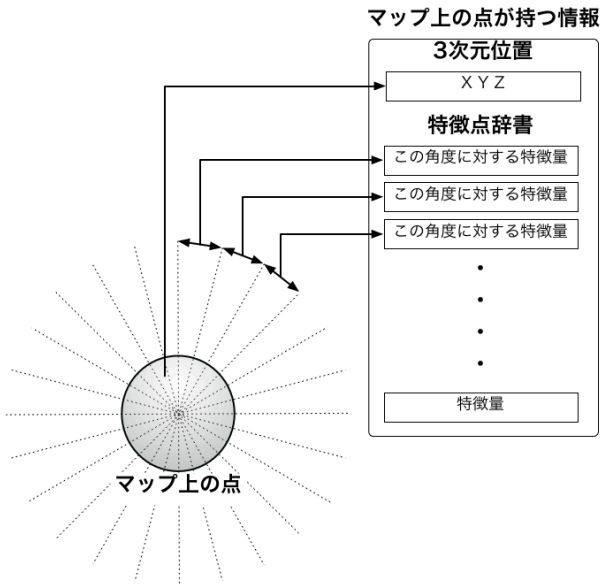 マップ上の点が持つ情報
3次元位置
X Y Z
特徴点辞書
この角度に対する特徴量
この角度に対する特徴量
この角度に対する特徴量
特徴量
マップ上の点